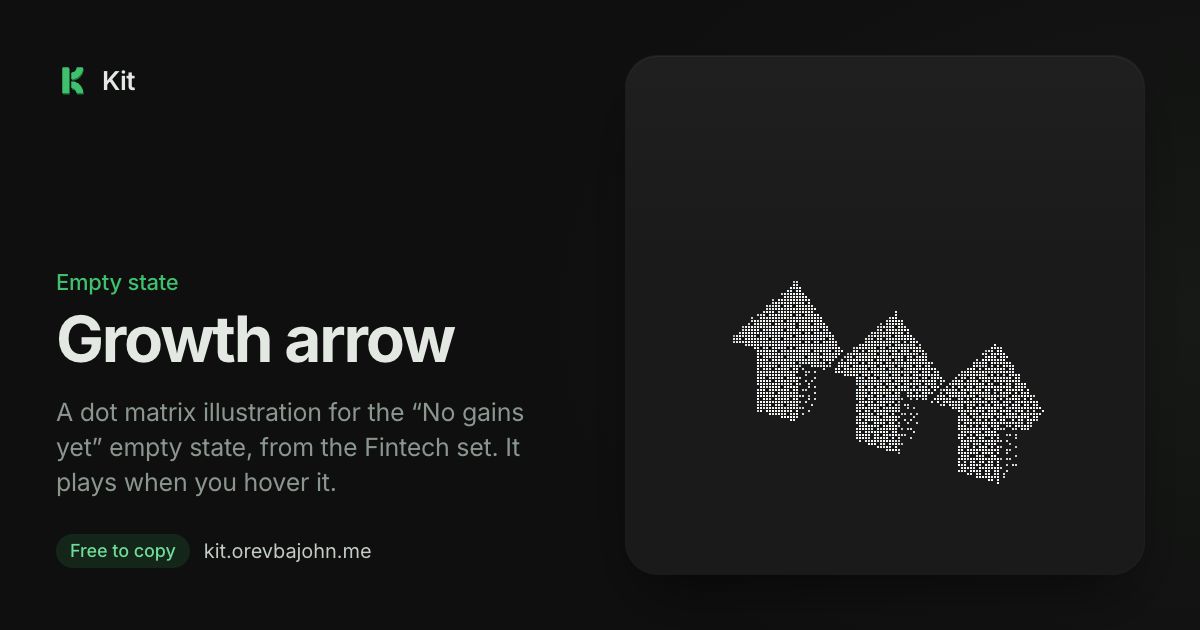 Kit
Empty state
Growth arrow
A dot matrix illustration for the “No gains
yet” empty state, from the Fintech set. It
plays when you hover it.
Free to copy
kit.orevbajohn.me